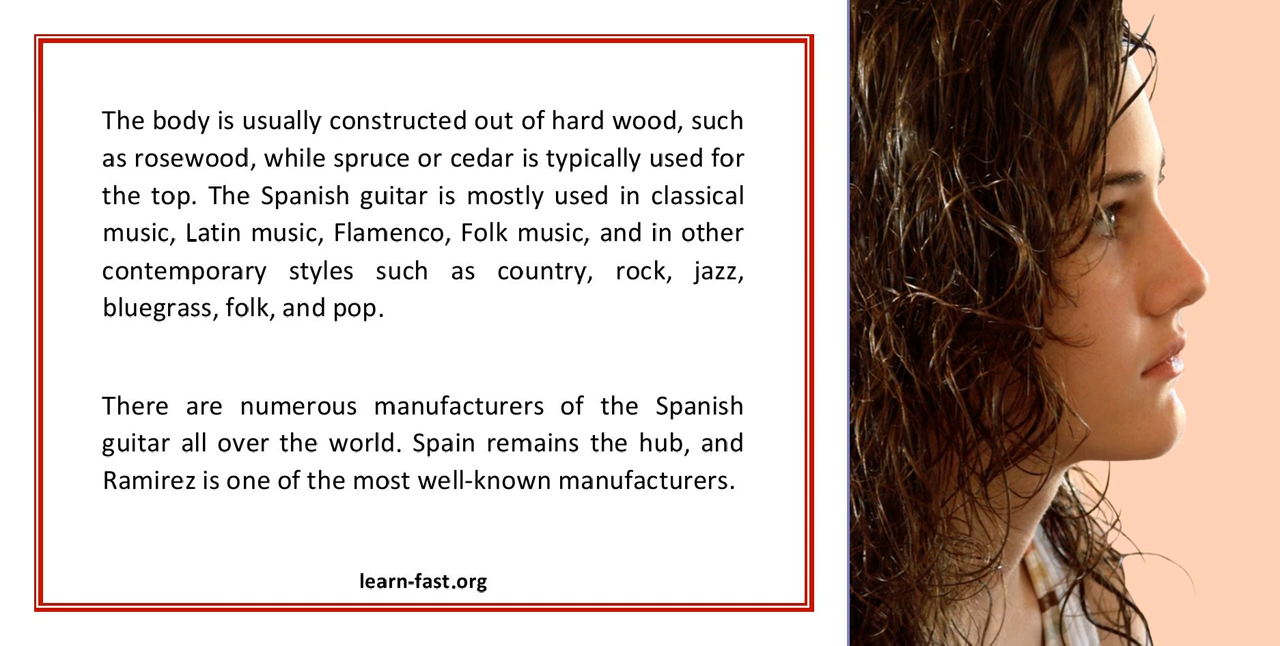 The body is usually constructed out of hard wood, such
as rosewood, while spruce or cedar is typically used for
the top. The Spanish guitar is mostly used in classical
music, Latin music, Flamenco, Folk music, and in other
contemporary styles such as country, rock, jazz,
bluegrass, folk, and pop.
There are numerous manufacturers of the Spanish
guitar all over the world. Spain remains the hub, and
Ramirez is one of the most well-known manufacturers.
learn-fast.org